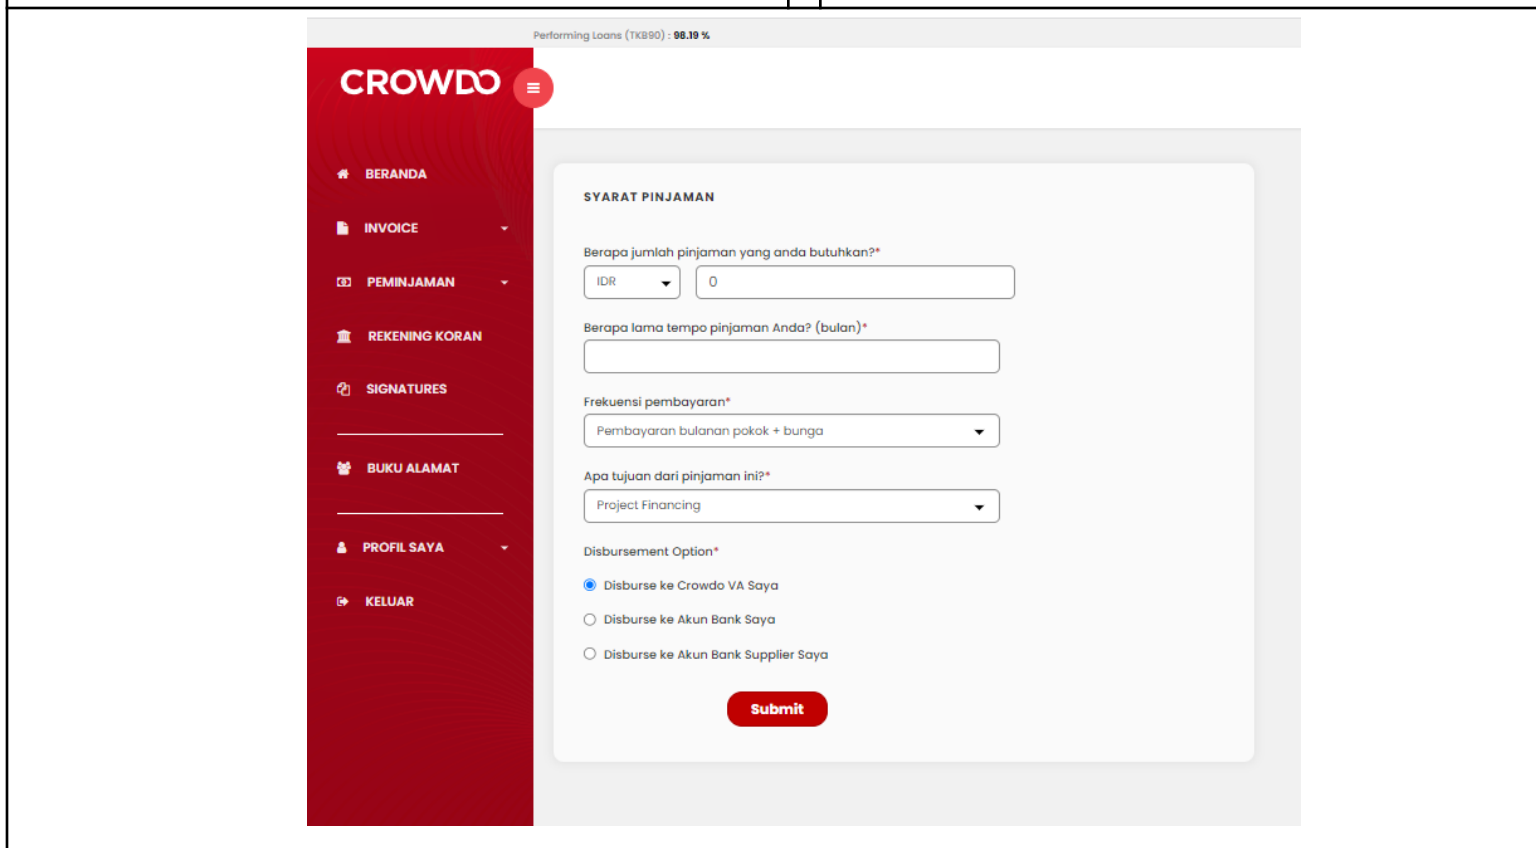 Performing Loans (TKB90) : 98.19 %
CROWDO
BERANDA
INVOICE
PEMINJAMAN
REKENING KORAN
SIGNATURES
BUKU ALAMAT
PROFIL SAYA
KELUAR
SYARAT PINJAMAN
Berapa jumlah pinjaman yang anda butuhkan?*
IDR 0
Berapa lama tempo pinjaman Anda? (bulan)*
Frekuensi pembayaran*
Pembayaran bulanan pokok + bunga
Apa tujuan dari pinjaman ini?*
Project Financing
Disbursement Option*
Disburse ke Crowdo VA Saya
Disburse ke Akun Bank Saya
Disburse ke Akun Bank Supplier Saya
Submit